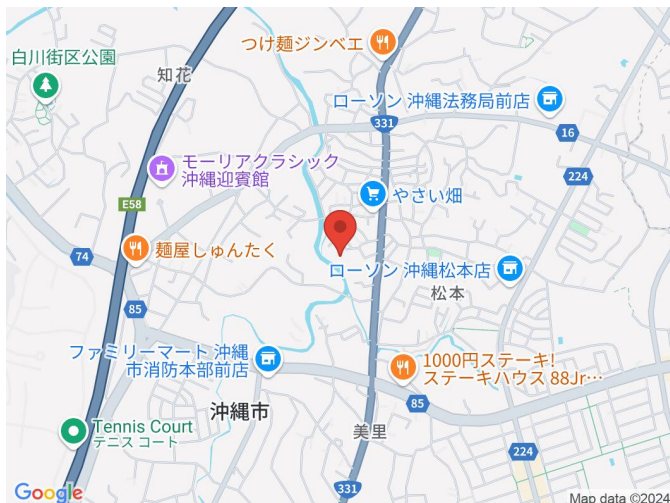 つけ麺ジンベエ
白川街区公園
知花
ローソン 沖縄法務局前店
331
16
モーリアクラシック
沖縄迎賓館
224
やさい畑
E58
麺屋しゅんたく
74
ローソン 沖縄松本店
松本
85
ファミリーマート 沖縄
市消防本部前店
1000円ステーキ!
ステーキハウス 88Jr…
沖縄市
85
Tennis Court
テニス コート
美里
224
331
Google
Map data ©2024